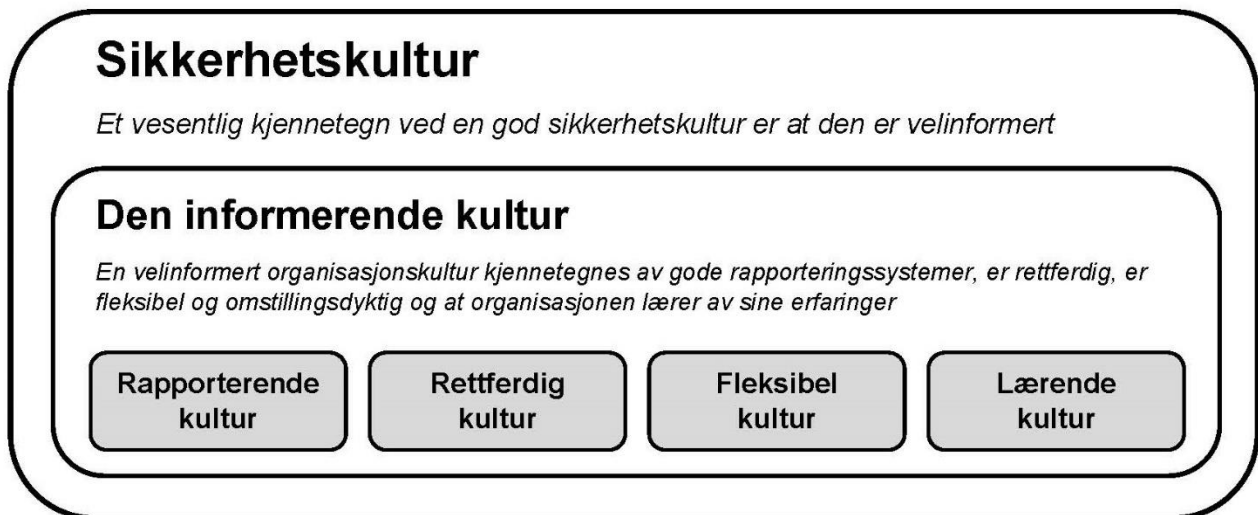 Sikkerhetskultur
Et vesentlig kjennetegn ved en god sikkerhetskultur er at den er velinformert
Den informerende kultur
En velinformert organisasjonskultur kjennetegnes av gode rapporteringssystemer, er rettferdig, er
fleksibel og omstillingsdyktig og at organisasjonen lærer av sine erfaringer
Rapporterende
kultur
Rettferdig
kultur
Fleksibel
kultur
Lærende
kultur